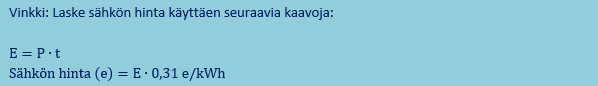 Vinkki: Laske sähkön hinta käyttäen seuraavia kaavoja:
E = P · t
Sähkön hinta (e) = E · 0,31 e/kWh